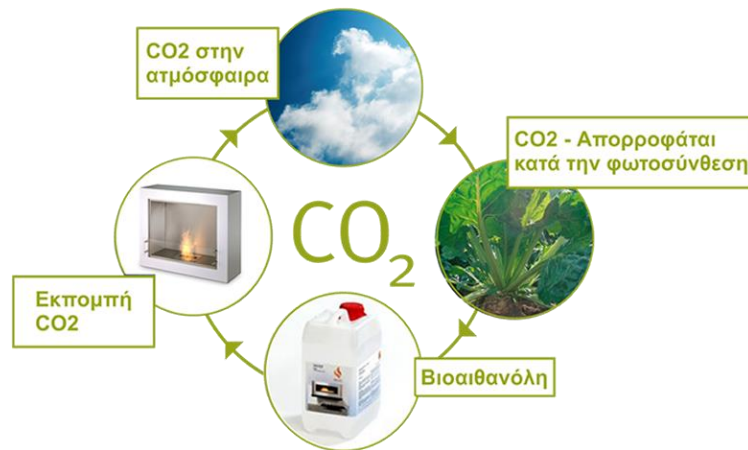 CO2 στην
ατμόσφαιρα
CO2 - Απορροφάται
κατά την φωτοσύνθεση
CO2
Εκπομπή
CO2
Βιοαιθανόλη